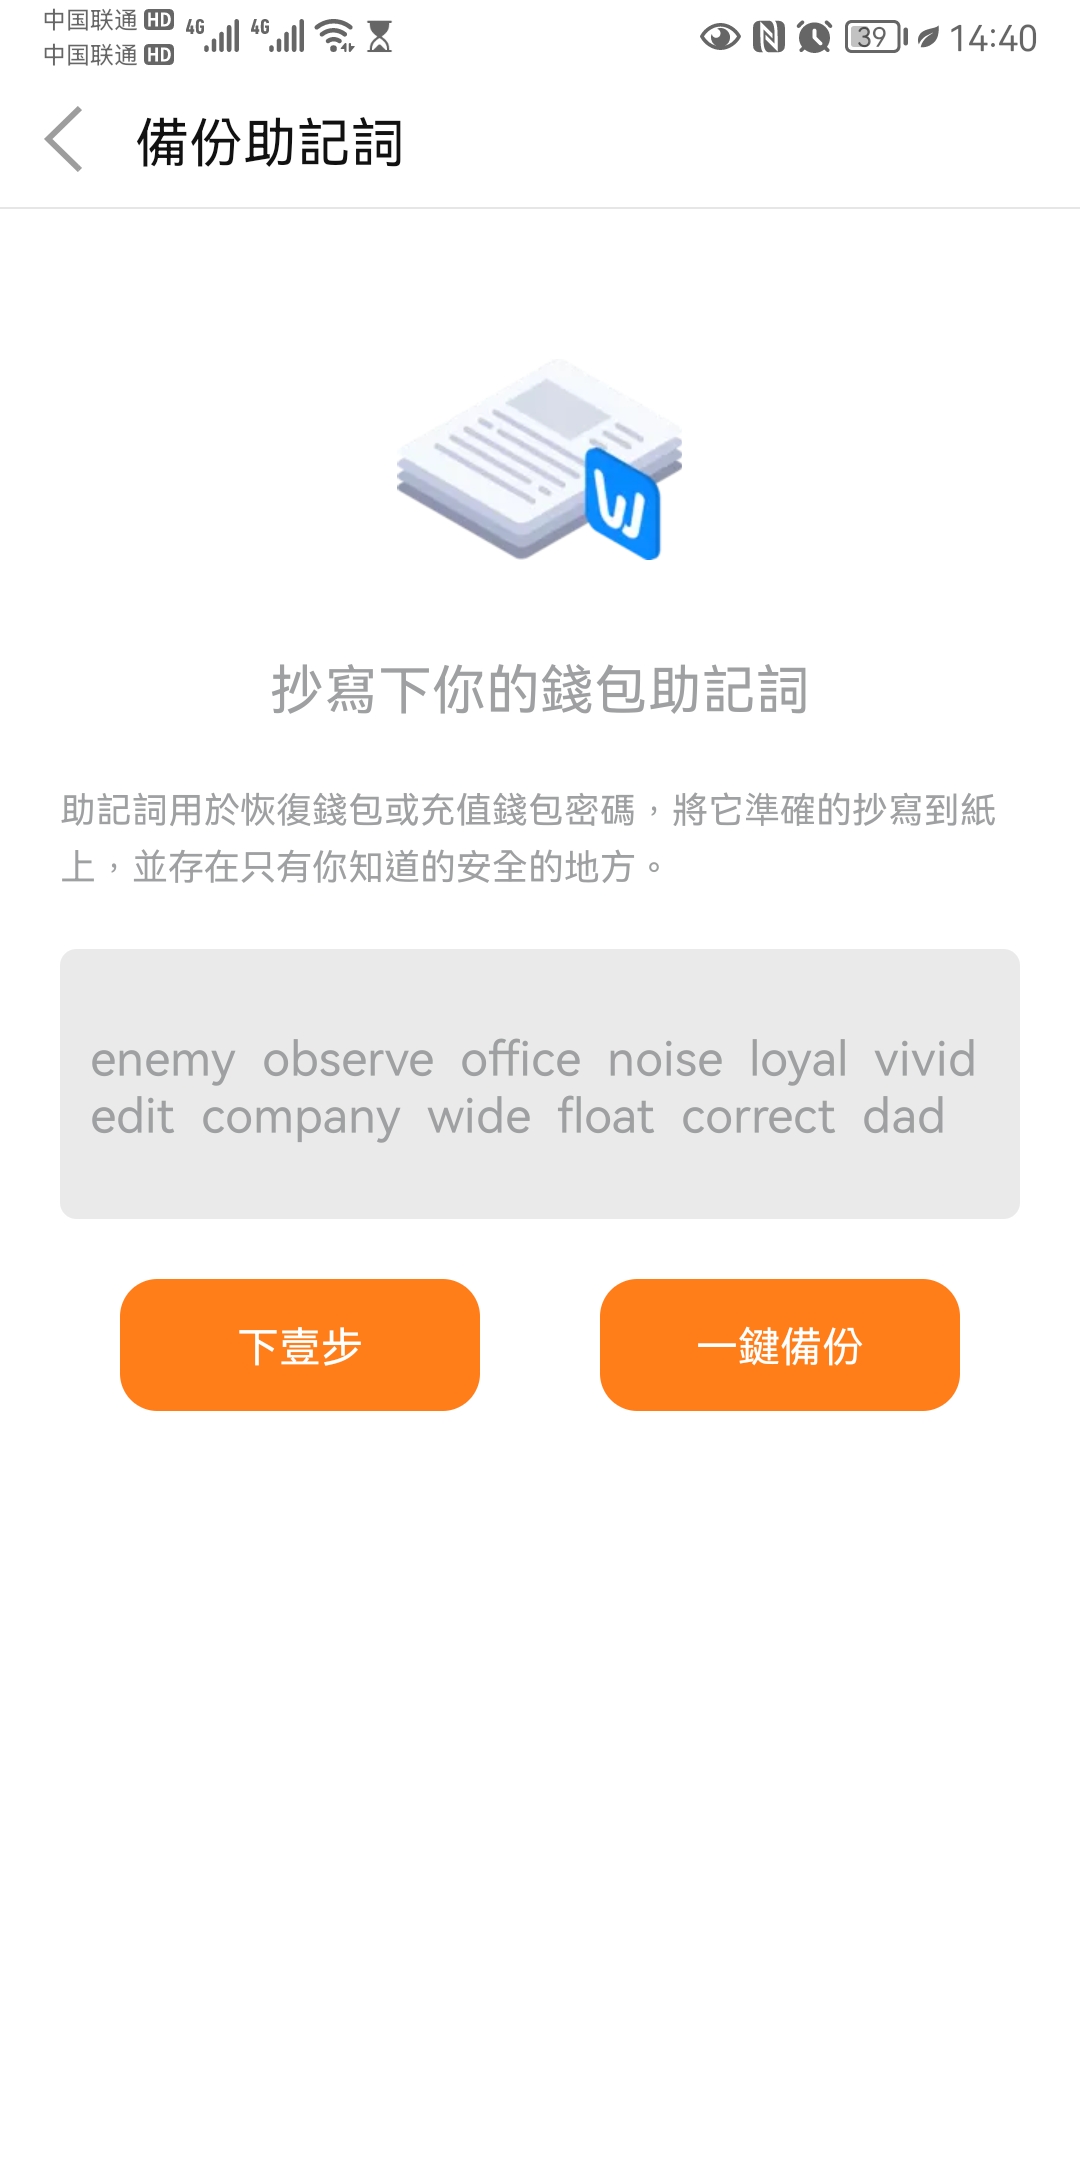 中国联通 HD 4G 4G 39 14:40
中国联通 HD
備份助記詞
W
抄寫下你的錢包助記詞
助記詞用於恢復錢包或充值錢包密碼，將它準確的抄寫到紙
上，並存在只有你知道的安全的地方。
enemy observe office noise loyal vivid
edit company wide float correct dad
下壹步 一鍵備份